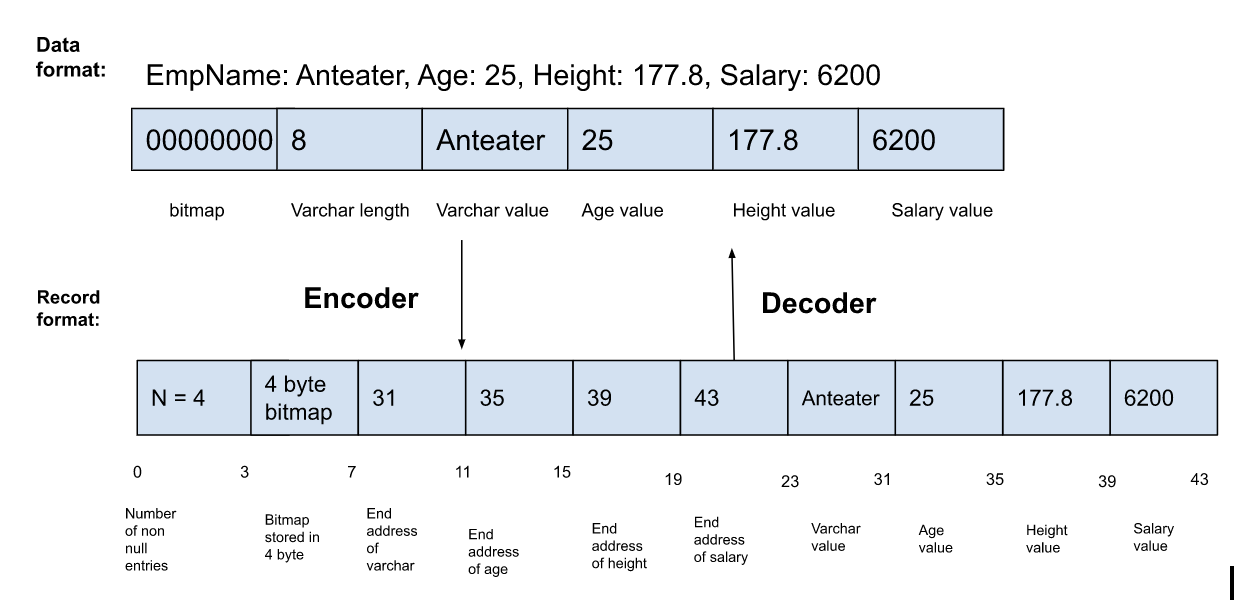 Data
format:
EmpName: Anteater, Age: 25, Height: 177.8, Salary: 6200
00000000 8 Anteater 25 177.8 6200
bitmap Varchar length Varchar value Age value Height value Salary value
Encoder
Decoder
Record
format:
N = 4
4 byte
bitmap
31 35 39 43 Anteater 25 177.8 6200
0 3 7 11 15 19 23 31 35 39 43
Number
of non
null
entries
Bitmap
stored in
4 byte
End
address
of
varchar
End
address
of age
End
address
of height
End
address
of salary
Varchar
value
Age
value
Height
value
Salary
value